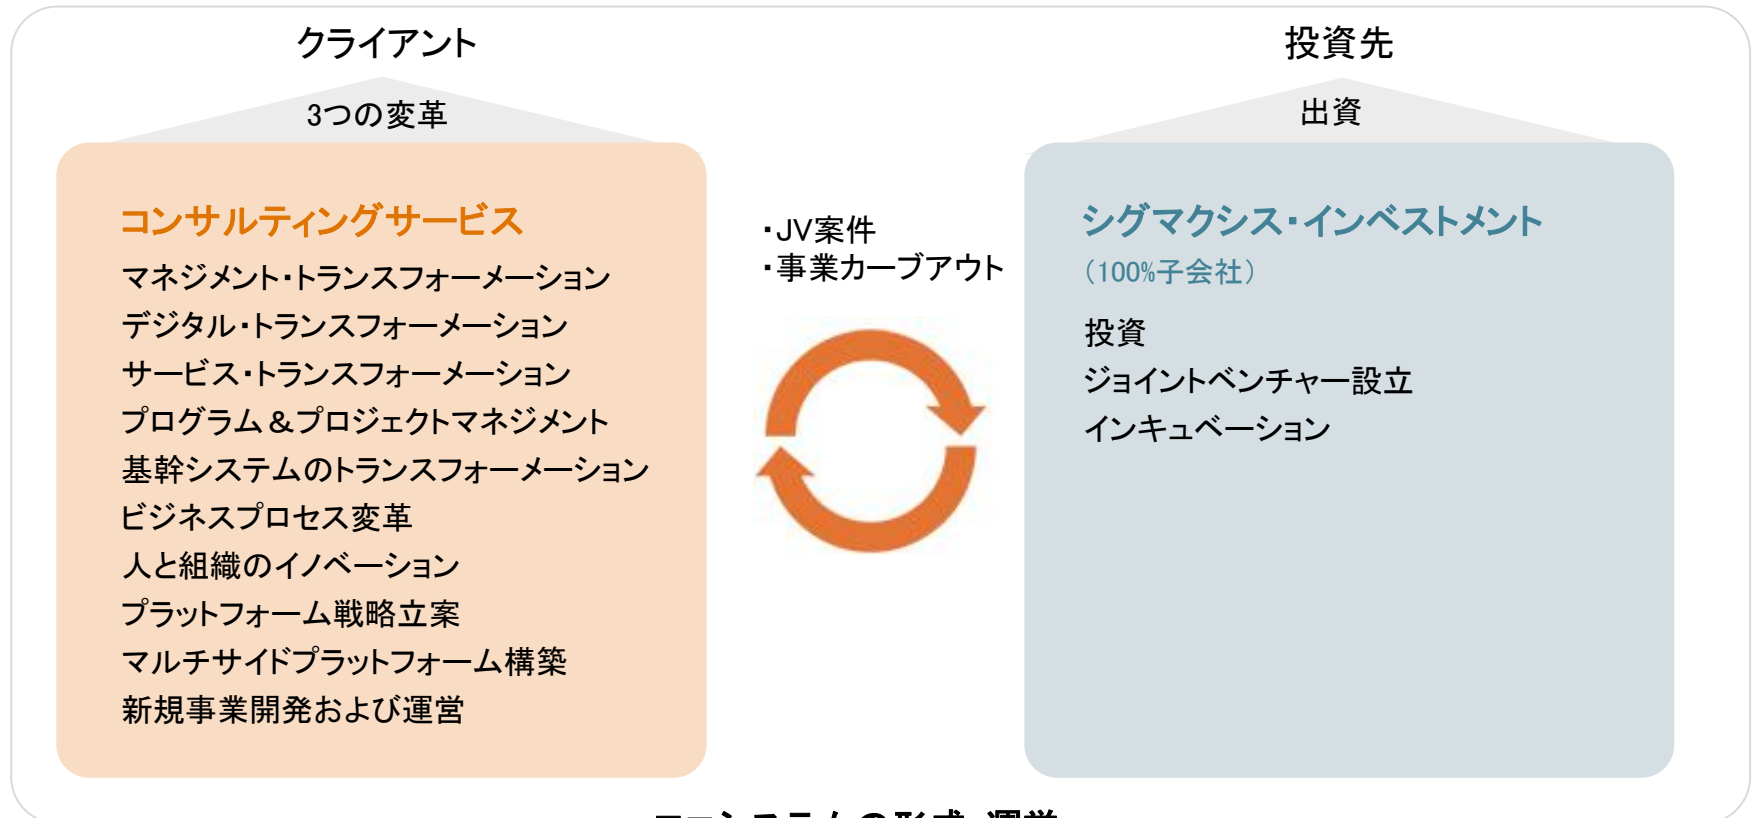 クライアント
3つの変革
コンサルティングサービス
マネジメント・トランスフォーメーション
デジタル・トランスフォーメーション
サービス・トランスフォーメーション
プログラム＆プロジェクトマネジメント
基幹システムのトランスフォーメーション
ビジネスプロセス変革
人と組織のイノベーション
プラットフォーム戦略立案
マルチサイドプラットフォーム構築
新規事業開発および運営
・JV案件
・事業カーブアウト
投資先
出資
シグマクシス・インベストメント
（100%子会社）
投資
ジョイントベンチャー設立
インキュベーション